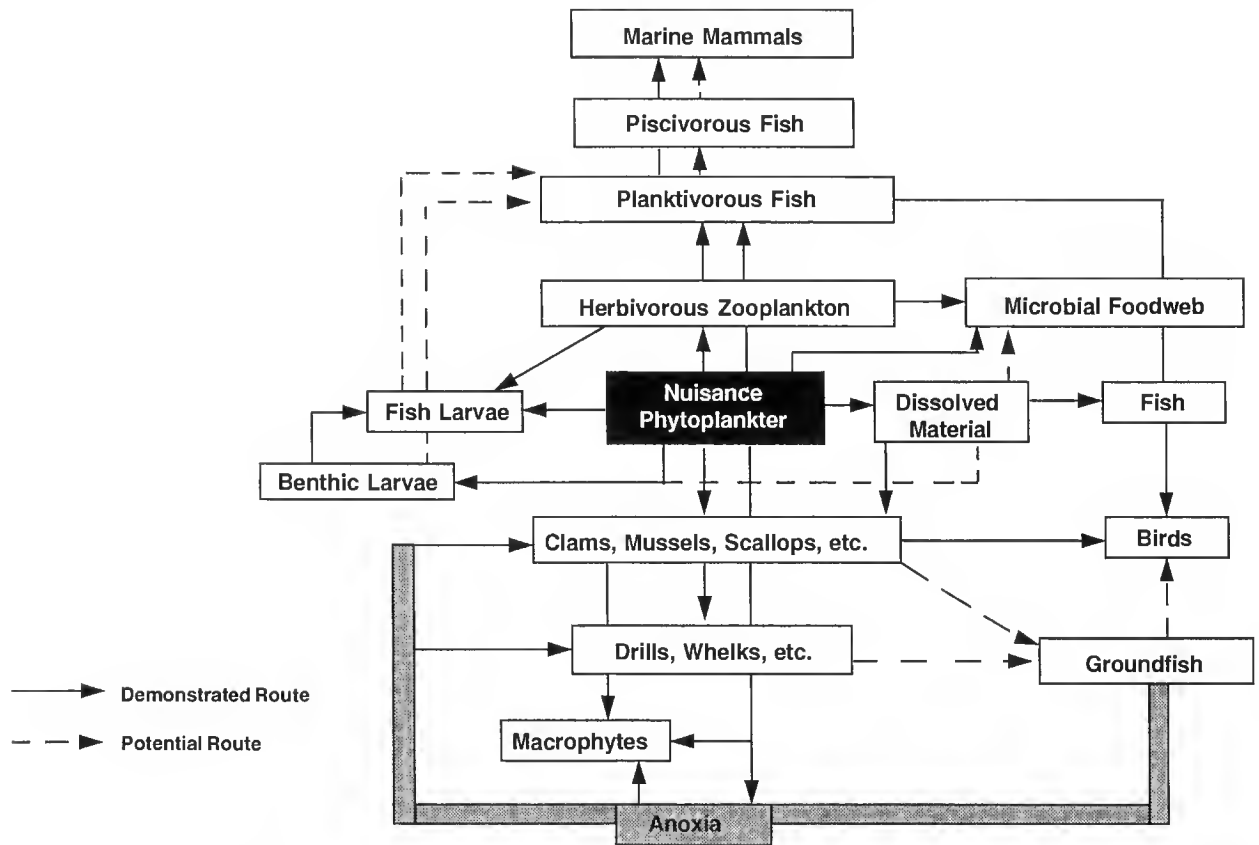 Marine Mammals
Piscivorous Fish
Planktivorous Fish
Herbivorous Zooplankton
Microbial Foodweb
Nuisance
Phytoplankter
Dissolved
Material
Fish Larvae
Fish
Benthic Larvae
Clams, Mussels, Scallops, etc.
Birds
Drills, Whelks, etc.
Groundfish
Demonstrated Route
Potential Route
Macrophytes
Anoxia